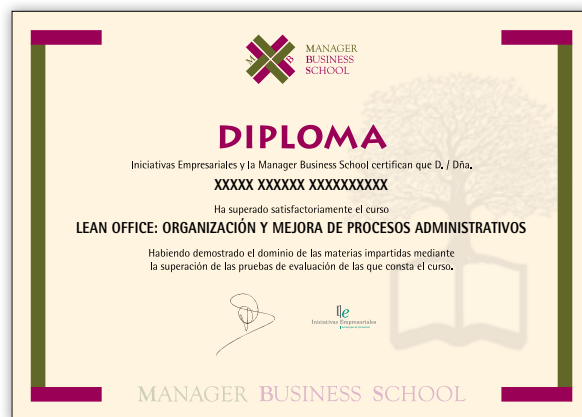 M B
MANAGER
BUSINESS
SCHOOL
DIPLOMA
Iniciativas Empresariales y la Manager Business School certifican que D. / Dña.
XXXXX XXXXXX XXXXXXXXXX
Ha superado satisfactoriamente el curso
LEAN OFFICE: ORGANIZACIÓN Y MEJORA DE PROCESOS ADMINISTRATIVOS
Habiendo demostrado el dominio de las materias impartidas mediante
la superación de las pruebas de evaluación de las que consta el curso.
Iniciativas Empresariales
MANAGER BUSINESS SCHOOL